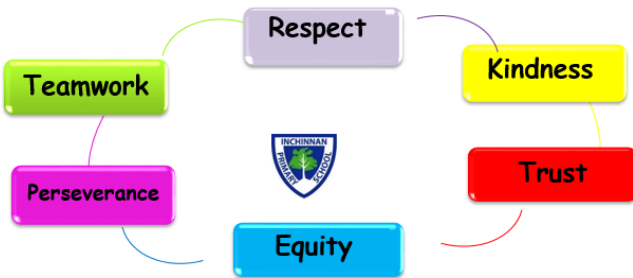 Respect
Kindness
Trust
Equity
Perseverance
Teamwork
INCHINNAN
PRIMARY
SCHOOL